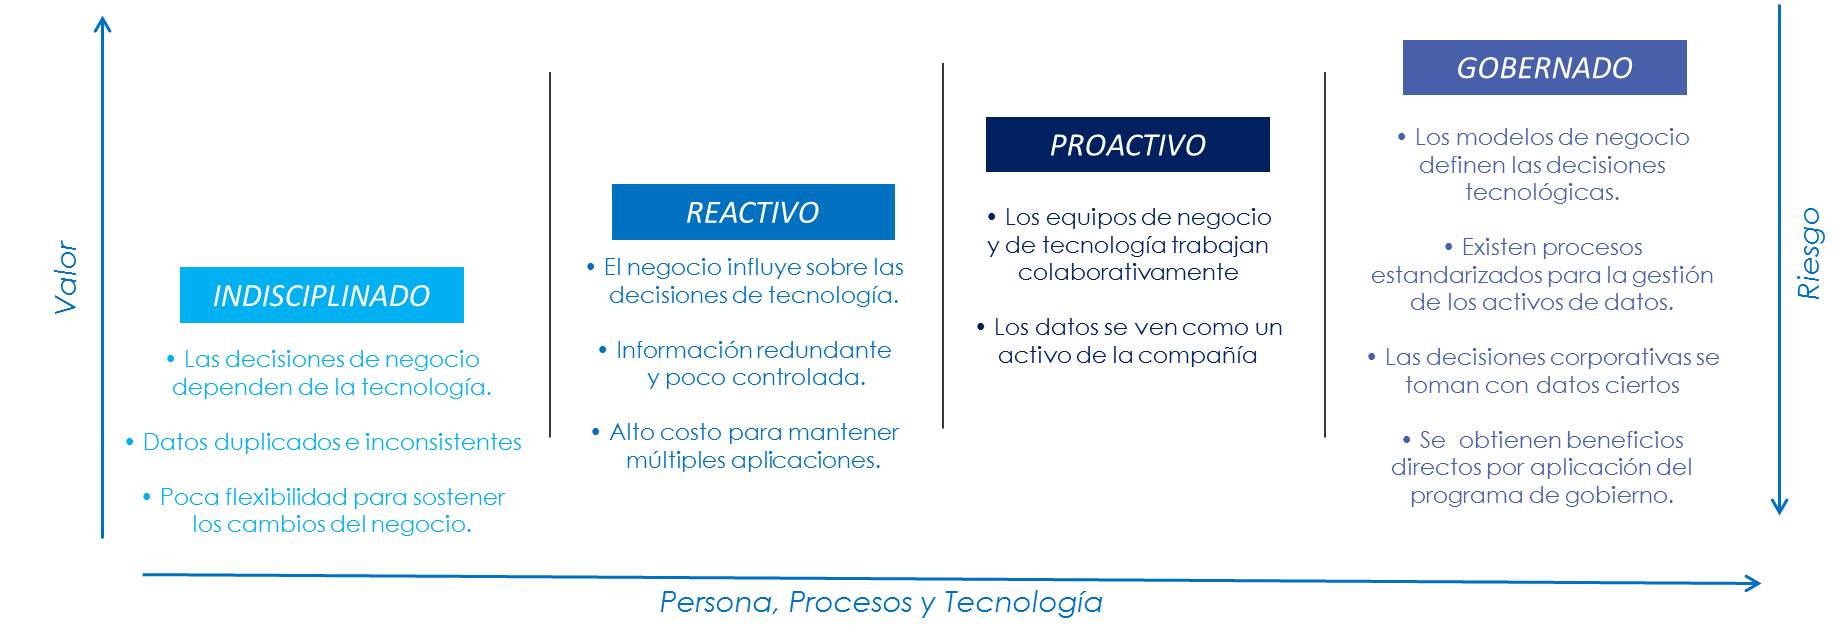 Valor
INDISCIPLINADO
• Las decisiones de negocio
dependen de la tecnología.
• Datos duplicados e inconsistentes
• Poca flexibilidad para sostener
los cambios del negocio.
REACTIVO
• El negocio influye sobre las
decisiones de tecnología.
• Información redundante
y poco controlada.
• Alto costo para mantener
múltiples aplicaciones.
PROACTIVO
• Los equipos de negocio
y de tecnología trabajan
colaborativamente
• Los datos se ven como un
activo de la compañía
GOBERNADO
• Los modelos de negocio
definen las decisiones
tecnológicas.
• Existen procesos
estandarizados para la gestión
de los activos de datos.
• Las decisiones corporativas se
toman con datos ciertos
• Se obtienen beneficios
directos por aplicación del
programa de gobierno.
Riesgo
Persona, Procesos y Tecnología